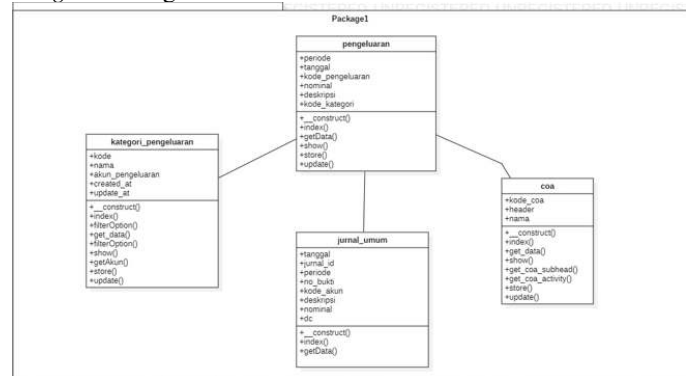 Package1
pengeluaran
+periode
+tanggal
+kode_pengeluaran
+nominal
+deskripsi
+kode_kategori
+__construct()
+index()
+getData()
+show()
+store()
+update()
kategori_pengeluaran
+kode
+nama
+akun_pengeluaran
+created_at
+update_at
+__construct()
+index()
+filterOption()
+get_data()
+filterOption()
+show()
+getAkun()
+store()
+update()
jurnal_umum
+tanggal
+jurnal_id
+periode
+no_bukti
+kode_akun
+deskripsi
+nominal
+dc
+__construct()
+index()
+getData()
coa
+kode_coa
+header
+nama
+__construct()
+index()
+get_data()
+show()
+get_coa_subhead()
+get_coa_activity()
+store()
+update()